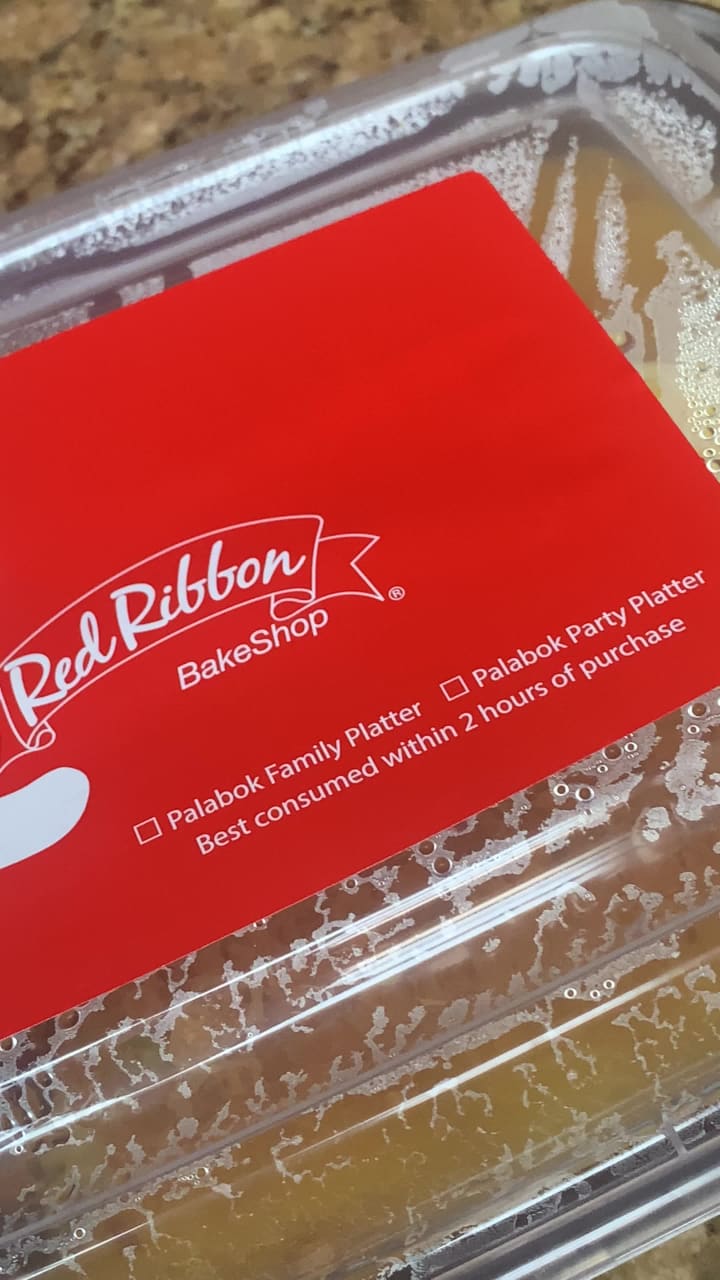 Red Ribbon
®
BakeShop
□ Palabok Family Platter □ Palabok Party Platter
Best consumed within 2 hours of purchase